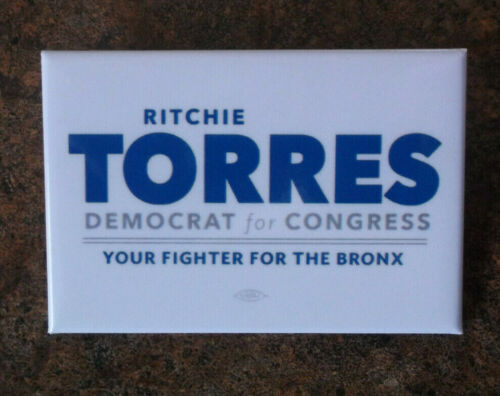 RITCHIE
TORRES
DEMOCRAT for CONGRESS
YOUR FIGHTER FOR THE BRONX